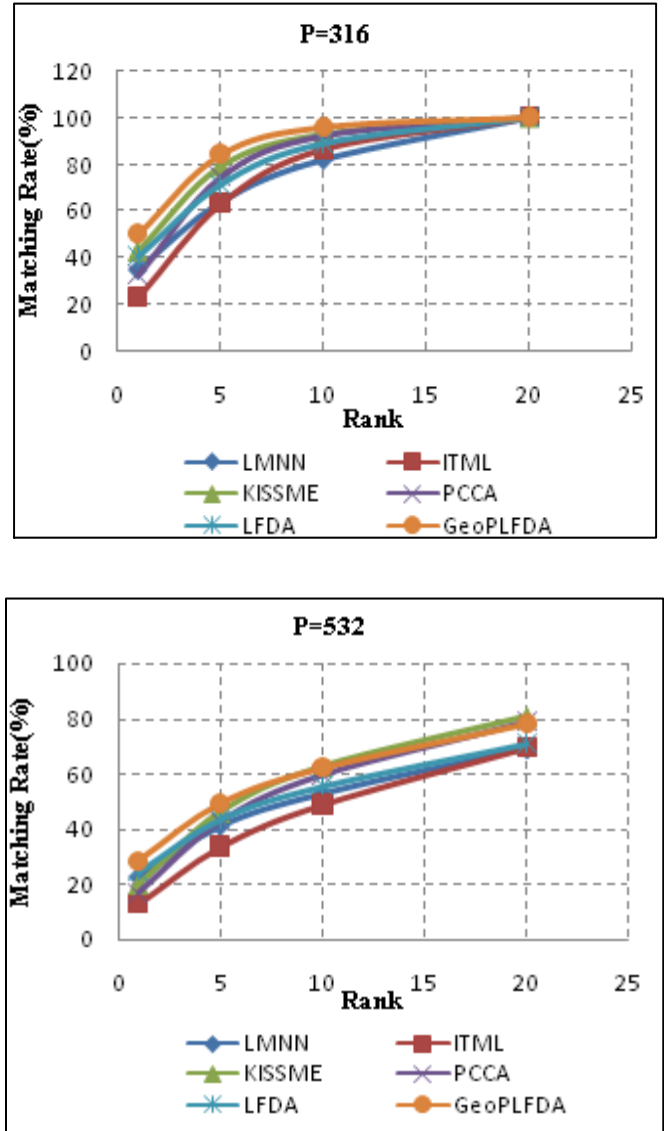 P=316
120
100
80
60
40
20
0
Matching Rate(%)
0 5 10 15 20 25
Rank
LMNN ITML
KISSME PCCA
LFDA GeoPLFDA
P=532
100
80
60
40
20
0
Matching Rate(%)
0 5 10 15 20 25
Rank
LMNN ITML
KISSME PCCA
LFDA GeoPLFDA